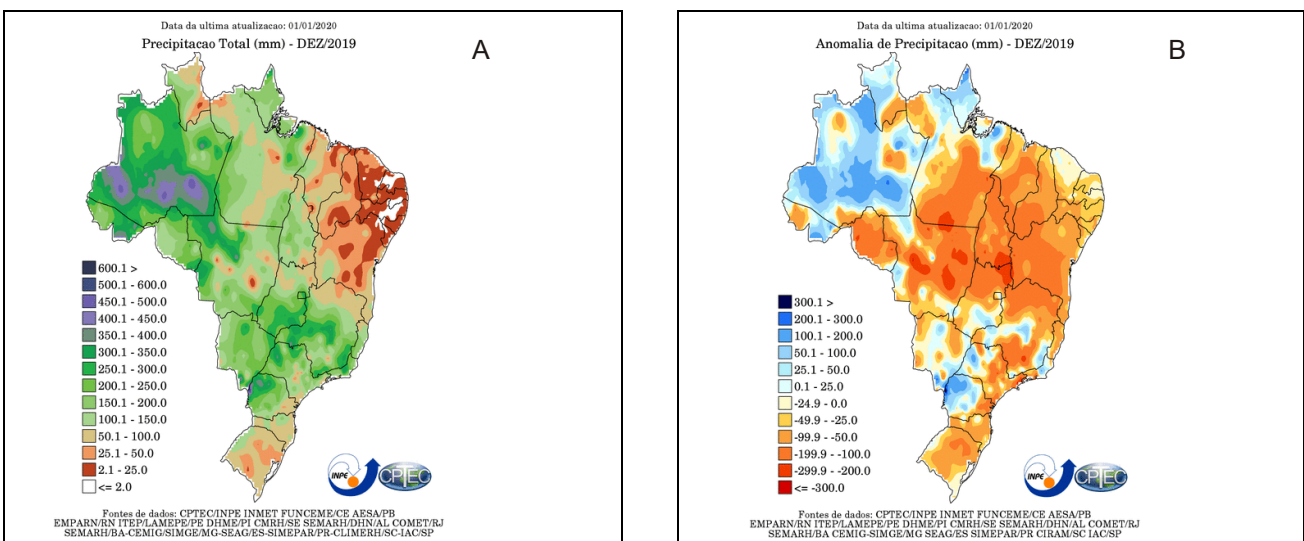 Data da ultima atualizacao: 01/01/2020
Precipitacao Total (mm) - DEZ/2019
A
600.1 >
500.1 - 600.0
450.1 - 500.0
400.1 - 450.0
350.1 - 400.0
300.1 - 350.0
250.1 - 300.0
200.1 - 250.0
150.1 - 200.0
100.1 - 150.0
50.1 - 100.0
25.1 - 50.0
2.1 - 25.0
<= 2.0
INPE
CPTEC
Fontes de dados: CPTEC/INPE INMET FUNCEME/CE AESA/PB
EMPARN/RN ITEP/LAMEPE/PE DHME/PI CMRH/SE SEMARH/DHN/AL COMET/RJ
SEMARH/BA-CEMIG/SIMGE/MG-SEAG/ES-SIMEPAR/PR-CLIMERH/SC-IAC/SP
Data da ultima atualizacao: 01/01/2020
Anomalia de Precipitacao (mm) - DEZ/2019
B
300.1 >
200.1 - 300.0
100.1 - 200.0
50.1 - 100.0
25.1 - 50.0
0.1 - 25.0
-24.9 - 0.0
-49.9 - -25.0
-99.9 - -50.0
-199.9 - -100.0
-299.9 - -200.0
<= -300.0
INPE
CPTEC
Fontes de dados: CPTEC/INPE INMET FUNCEME/CE AESA/PB
EMPARN/RN ITEP/LAMEPE/PE DHME/PI CMRH/SE SEMARH/DHN/AL COMET/RJ
SEMARH/BA CEMIG-SIMGE/MG SEAG/ES SIMEPAR/PR CIRAM/SC IAC/SP